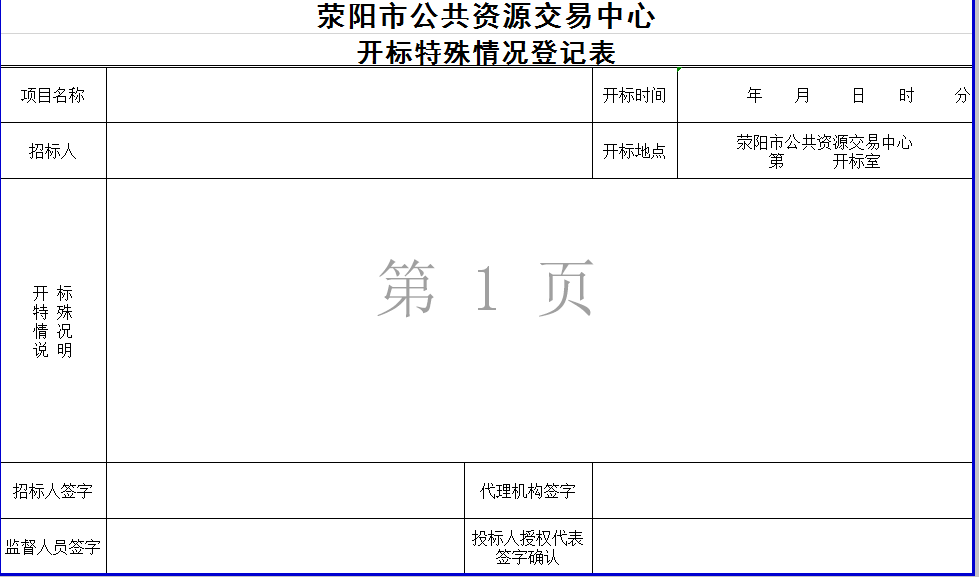 荥阳市公共资源交易中心
开标特殊情况登记表
项目名称
开标时间
年 月 日 时 分
招标人
开标地点
荥阳市公共资源交易中心
第 开标室
开 标
特 殊
情 况
说 明
第 1 页
招标人签字
代理机构签字
监督人员签字
投标人授权代表
签字确认